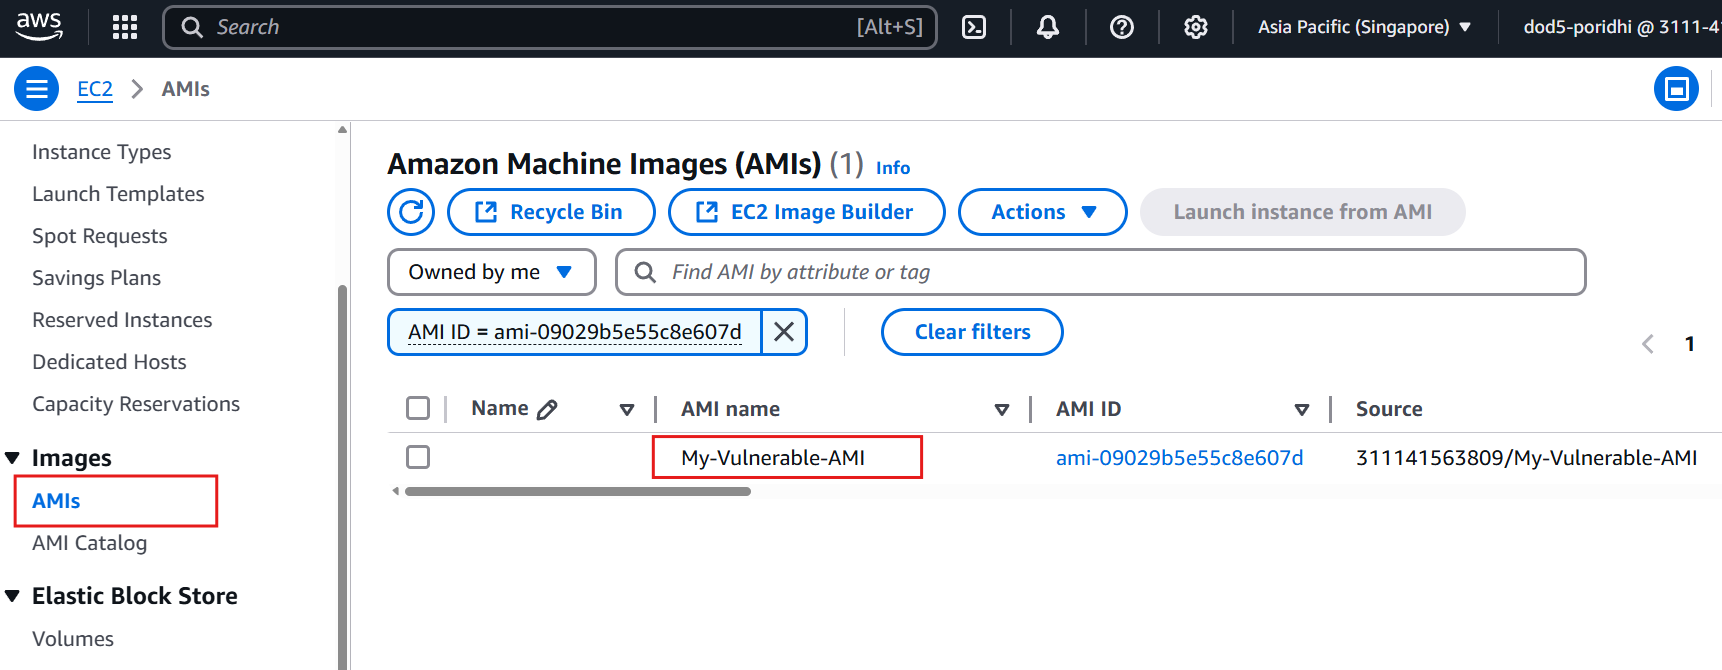 aws
Search [Alt+S]
Asia Pacific (Singapore)
dod5-poridhi @ 3111-4
EC2 > AMIs
Instance Types
Launch Templates
Spot Requests
Savings Plans
Reserved Instances
Dedicated Hosts
Capacity Reservations
Images
AMIs
AMI Catalog
Elastic Block Store
Volumes
Amazon Machine Images (AMIs) (1) Info
Recycle Bin
EC2 Image Builder
Actions
Launch instance from AMI
Owned by me
Find AMI by attribute or tag
AMI ID = ami-09029b5e55c8e607d
Clear filters
1
Name AMI name AMI ID Source
My-Vulnerable-AMI ami-09029b5e55c8e607d 311141563809/My-Vulnerable-AMI